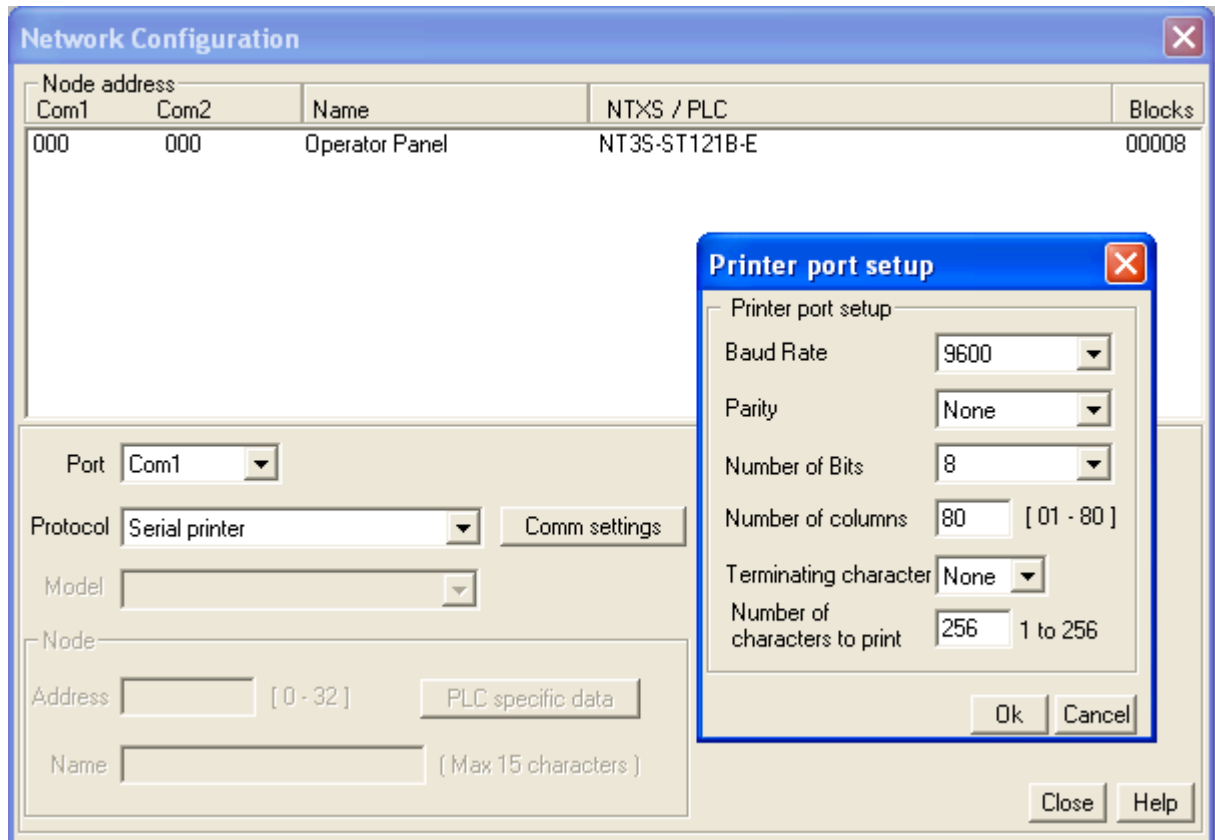 Network Configuration
Node address
Com1 Com2 Name NTXS / PLC Blocks
000 000 Operator Panel NT3S-ST121B-E 00008
Printer port setup
Printer port setup
Baud Rate 9600
Parity None
Number of Bits 8
Number of columns 80 [ 01 - 80 ]
Terminating character None
Number of
characters to print 256 1 to 256
Ok Cancel
Port Com1
Protocol Serial printer Comm settings
Model
Node
Address [ 0 - 32 ] PLC specific data
Name ( Max 15 characters )
Close Help